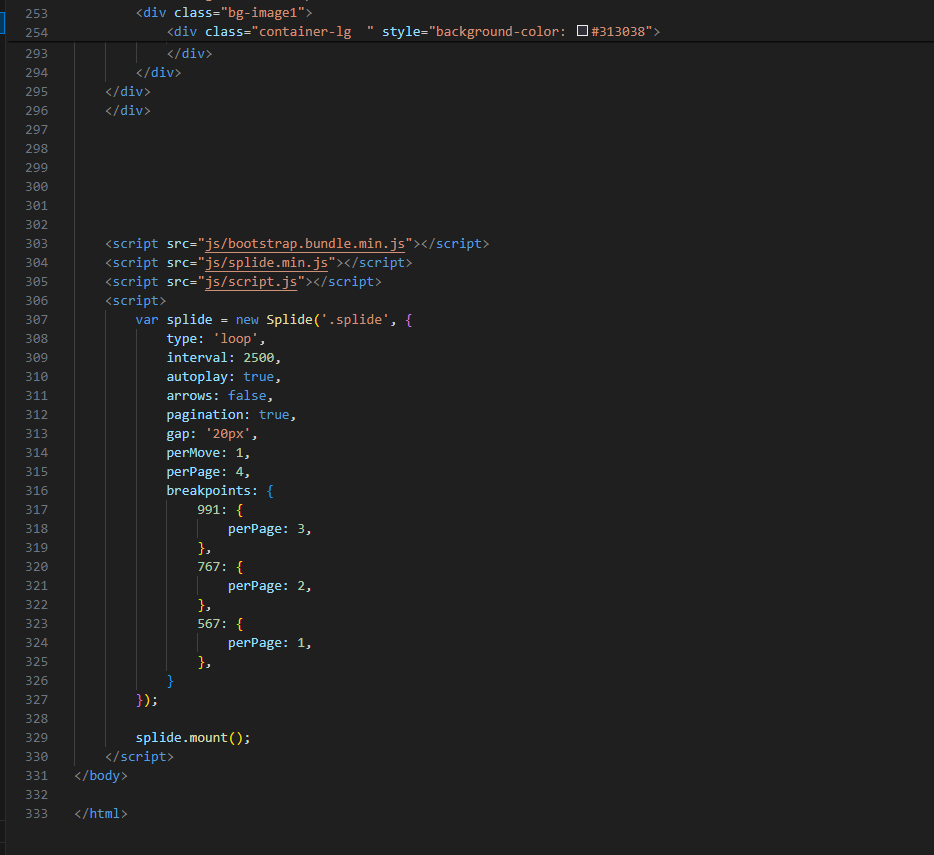 253 <div class="bg-image1">
254 <div class="container-lg  " style="background-color: #313038">
293 </div>
294 </div>
295 </div>
296 </div>
297
298
299
300
301
302
303 <script src="js/bootstrap.bundle.min.js"></script>
304 <script src="js/splide.min.js"></script>
305 <script src="js/script.js"></script>
306 <script>
307 var splide = new Splide('.splide', {
308 type: 'loop',
309 interval: 2500,
310 autoplay: true,
311 arrows: false,
312 pagination: true,
313 gap: '20px',
314 perMove: 1,
315 perPage: 4,
316 breakpoints: {
317 991: {
318 perPage: 3,
319 },
320 767: {
321 perPage: 2,
322 },
323 567: {
324 perPage: 1,
325 },
326 }
327 });
328
329 splide.mount();
330 </script>
331 </body>
332
333 </html>